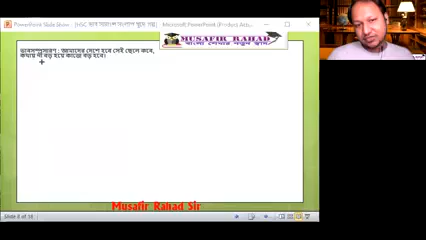 PowerPoint Slide Show - [HSC ভাব সম্প্রসারণ
Microsoft PowerPoint (Product Activ
MUSAFIR RAHAD
বাংলা শেখার নতুন স্বাদ
ভাবসম্প্রসারণ : আমাদের দেশে হবে সেই ছেলে কবে,
কথায় না বড় হয়ে কাজে বড় হবে।
Musafir Rahad Sir
Slide 8 of 18